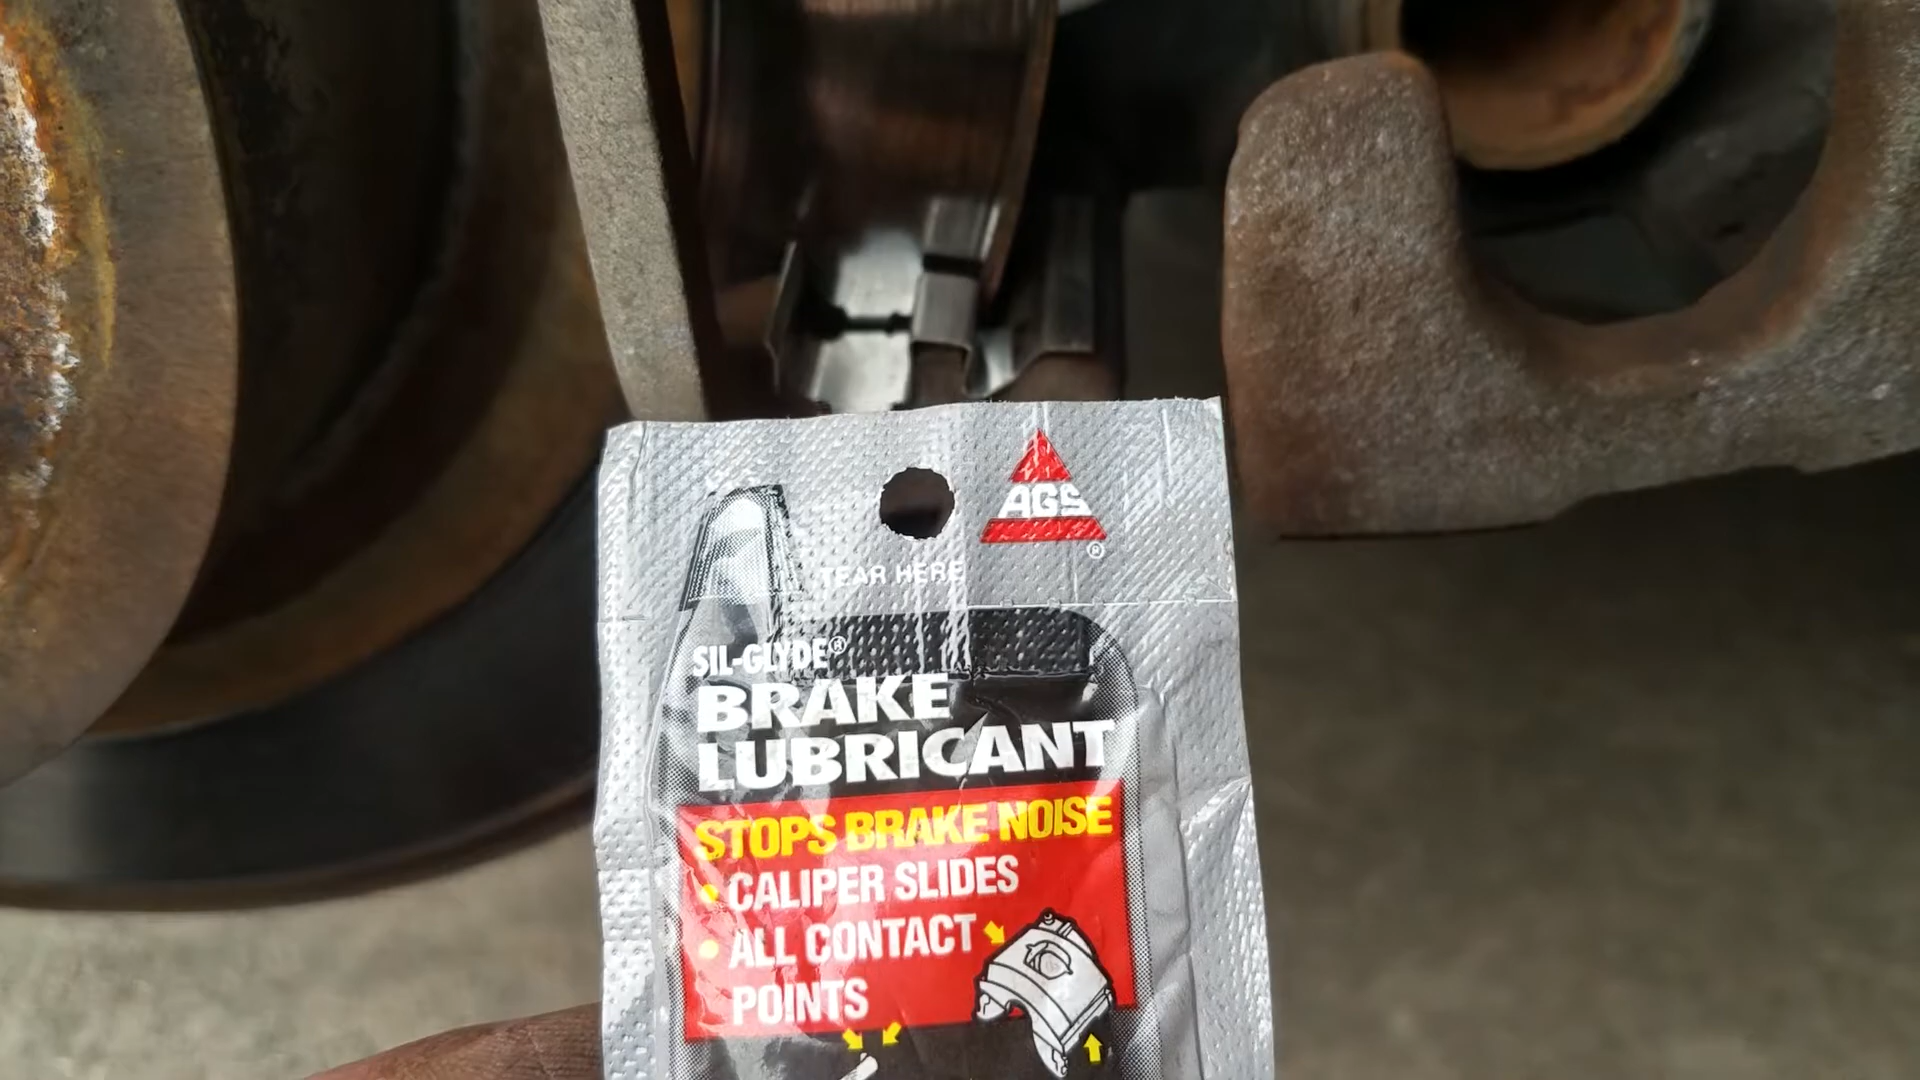 AGS®
TEAR HERE
SIL-GLYDE®
BRAKE
LUBRICANT
STOPS BRAKE NOISE
• CALIPER SLIDES
• ALL CONTACT
POINTS